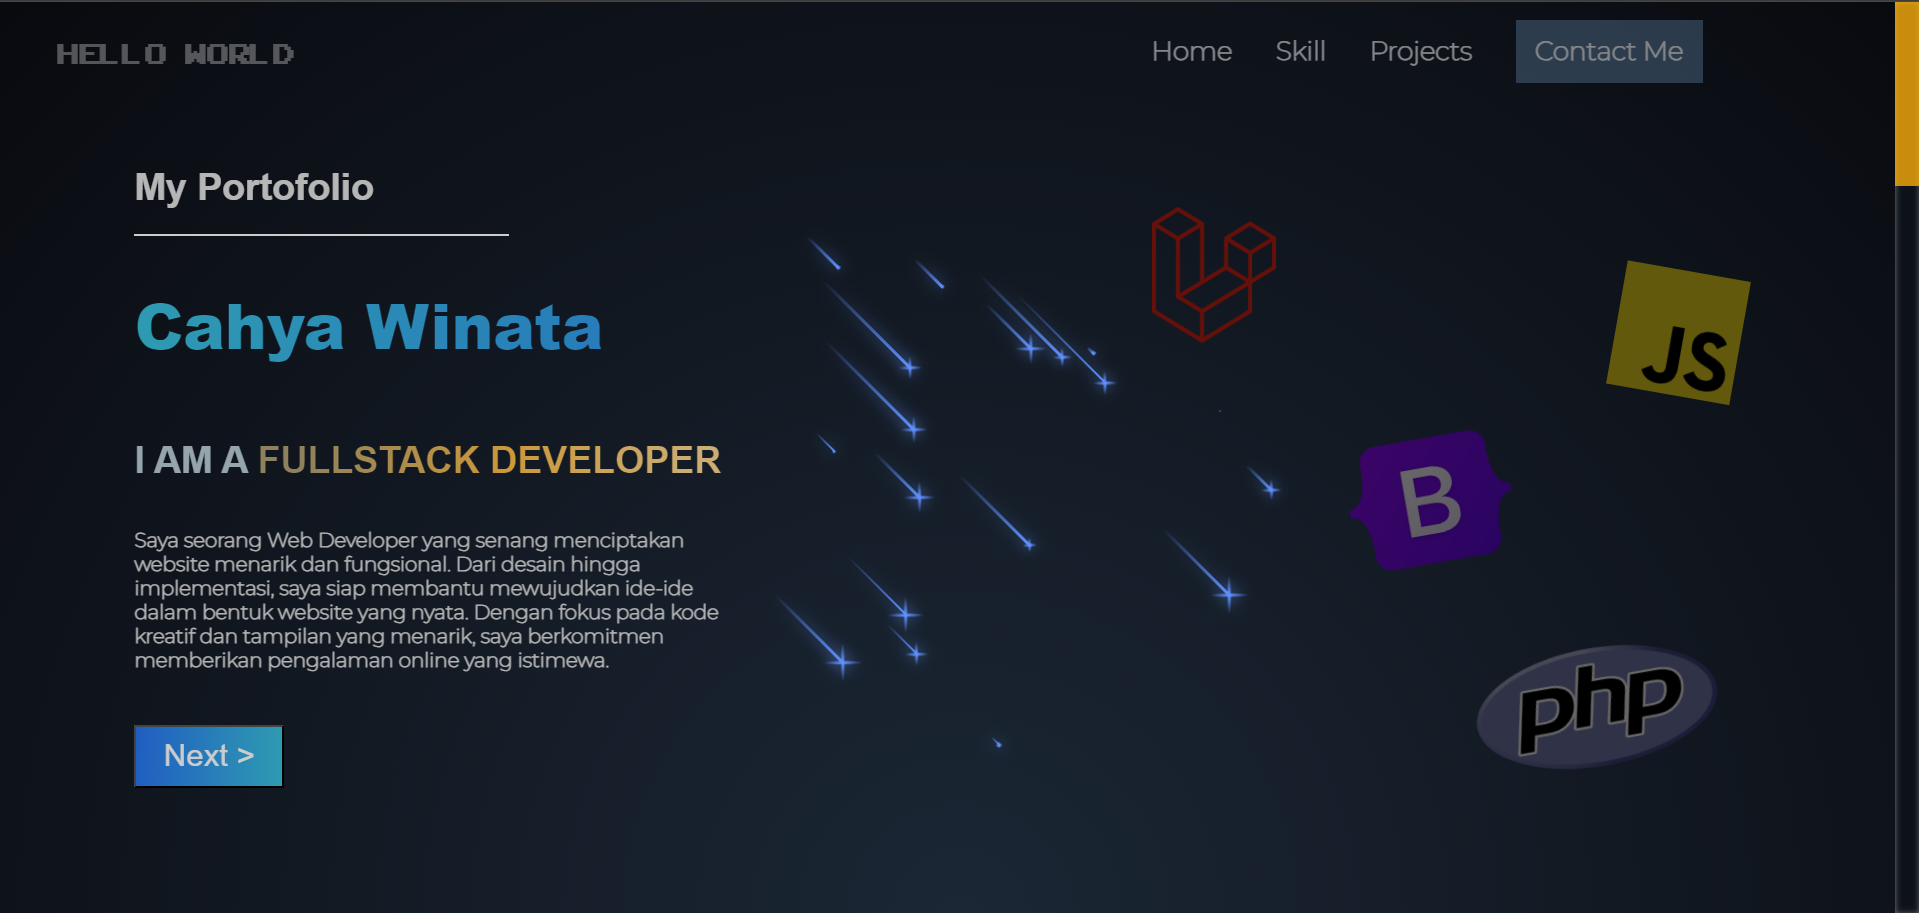 HELLO WORLD
Home
Skill
Projects
Contact Me
My Portofolio
Cahya Winata
I AM A FULLSTACK DEVELOPER
Saya seorang Web Developer yang senang menciptakan
website menarik dan fungsional. Dari desain hingga
implementasi, saya siap membantu mewujudkan ide-ide
dalam bentuk website yang nyata. Dengan fokus pada kode
kreatif dan tampilan yang menarik, saya berkomitmen
memberikan pengalaman online yang istimewa.
Next >
JS
B
php